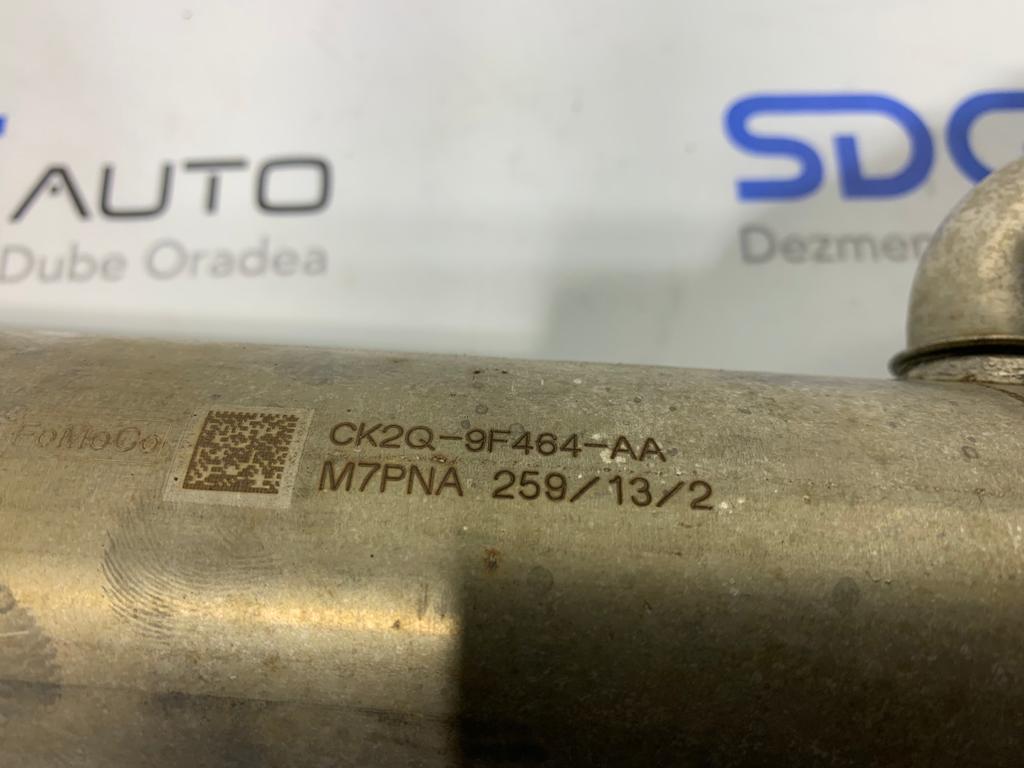 AUTO
Dube Oradea
SDC
Dezmem
FoMoCo
CK2Q-9F464-AA
M7PNA 259/13/2